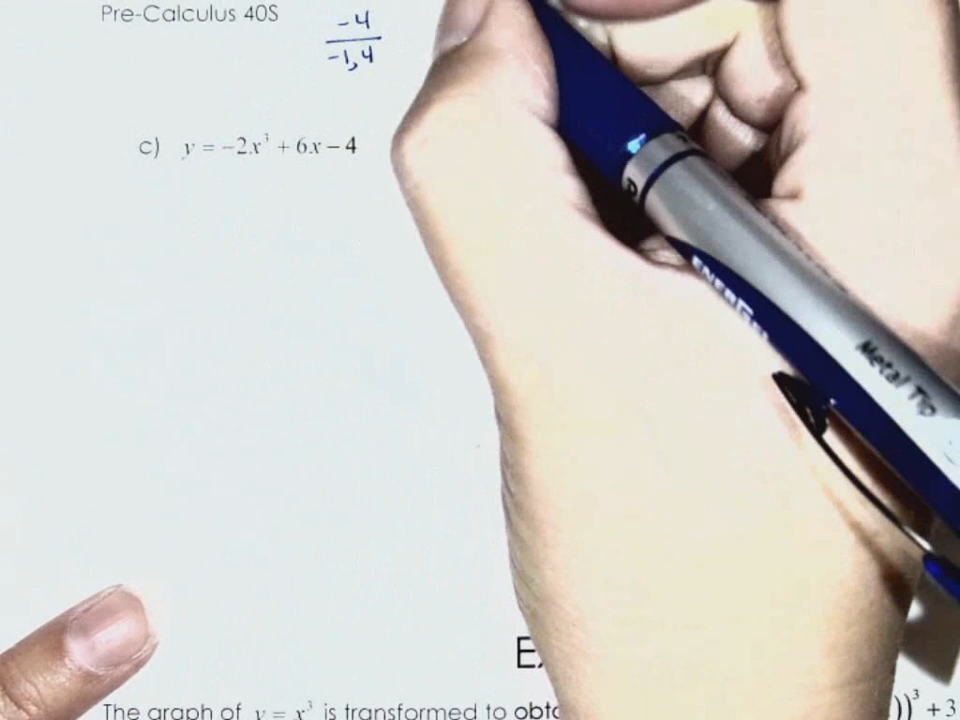 Pre-Calculus 40S
-4
-1,4
c) y = -2x³ + 6x - 4
ENERGEL
Metal Tip
The graph of y = x³ is transformed to
))³ + 3